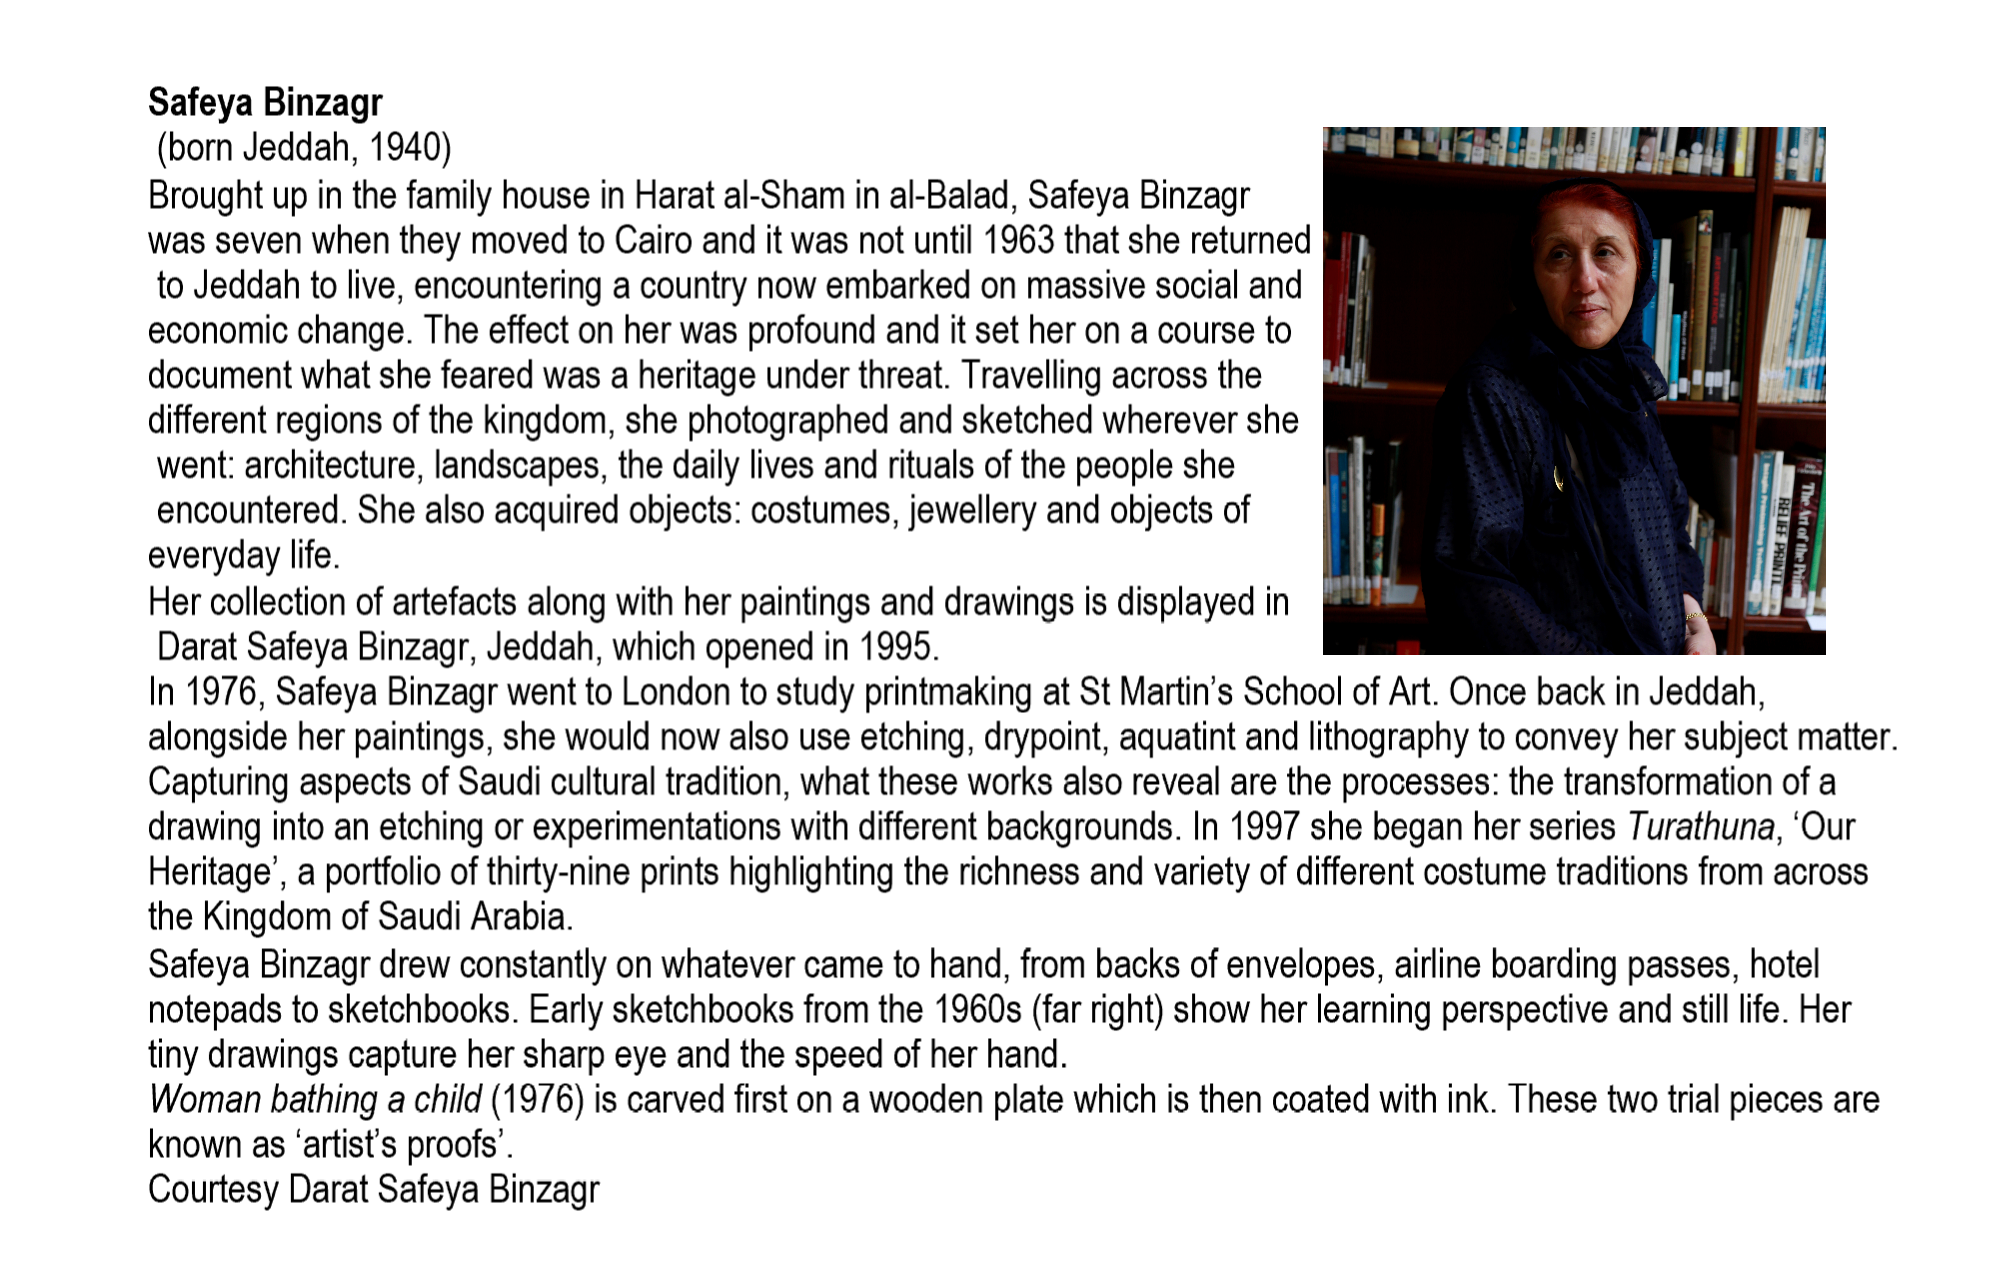 Safeya Binzagr
(born Jeddah, 1940)
Brought up in the family house in Harat al-Sham in al-Balad, Safeya Binzagr
was seven when they moved to Cairo and it was not until 1963 that she returned
to Jeddah to live, encountering a country now embarked on massive social and
economic change. The effect on her was profound and it set her on a course to
document what she feared was a heritage under threat. Travelling across the
different regions of the kingdom, she photographed and sketched wherever she
went: architecture, landscapes, the daily lives and rituals of the people she
encountered. She also acquired objects: costumes, jewellery and objects of
everyday life.
Her collection of artefacts along with her paintings and drawings is displayed in
Darat Safeya Binzagr, Jeddah, which opened in 1995.
In 1976, Safeya Binzagr went to London to study printmaking at St Martin’s School of Art. Once back in Jeddah,
alongside her paintings, she would now also use etching, drypoint, aquatint and lithography to convey her subject matter.
Capturing aspects of Saudi cultural tradition, what these works also reveal are the processes: the transformation of a
drawing into an etching or experimentations with different backgrounds. In 1997 she began her series Turathuna, ‘Our
Heritage’, a portfolio of thirty-nine prints highlighting the richness and variety of different costume traditions from across
the Kingdom of Saudi Arabia.
Safeya Binzagr drew constantly on whatever came to hand, from backs of envelopes, airline boarding passes, hotel
notepads to sketchbooks. Early sketchbooks from the 1960s (far right) show her learning perspective and still life. Her
tiny drawings capture her sharp eye and the speed of her hand.
Woman bathing a child (1976) is carved first on a wooden plate which is then coated with ink. These two trial pieces are
known as ‘artist’s proofs’.
Courtesy Darat Safeya Binzagr
RELIEF PRINT
The Art of the Print